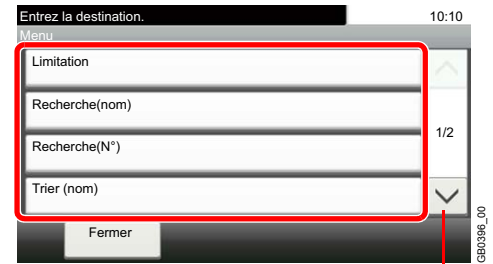 Entrez la destination. 10:10
Menu
Limitation
Recherche(nom)
Recherche(N°)
1/2
Trier (nom)
Fermer
GB0396_00